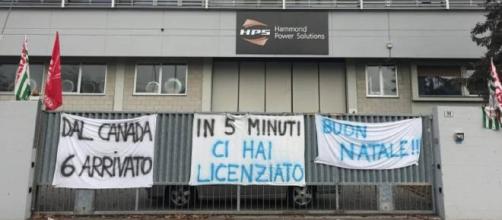 HPS
Hammond
Power Solutions
DAL CANADA
6 ARRIVATO
IN 5 MINUTI
CI HAI
LICENZIATO
BUON
NATALE!!